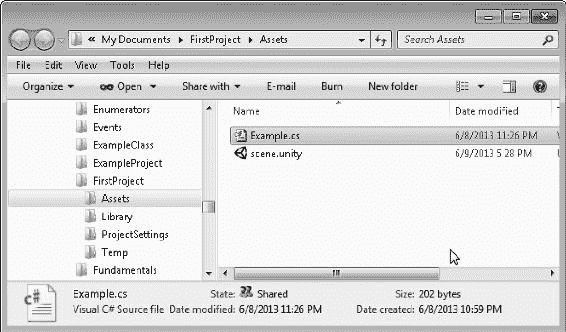 « My Documents ▸ FirstProject ▸ Assets Search Assets
File Edit View Tools Help
Organize Open Share with E-mail Burn New folder
Enumerators
Events
ExampleClass
ExampleProject
FirstProject
Assets
Library
ProjectSettings
Temp
Fundamentals
Name Date modified
Example.cs 6/8/2013 11:26 PM
scene.unity 6/9/2013 5:28 PM
Example.cs State: Shared Size: 202 bytes
Visual C# Source file Date modified: 6/8/2013 11:26 PM Date created: 6/8/2013 10:59 PM